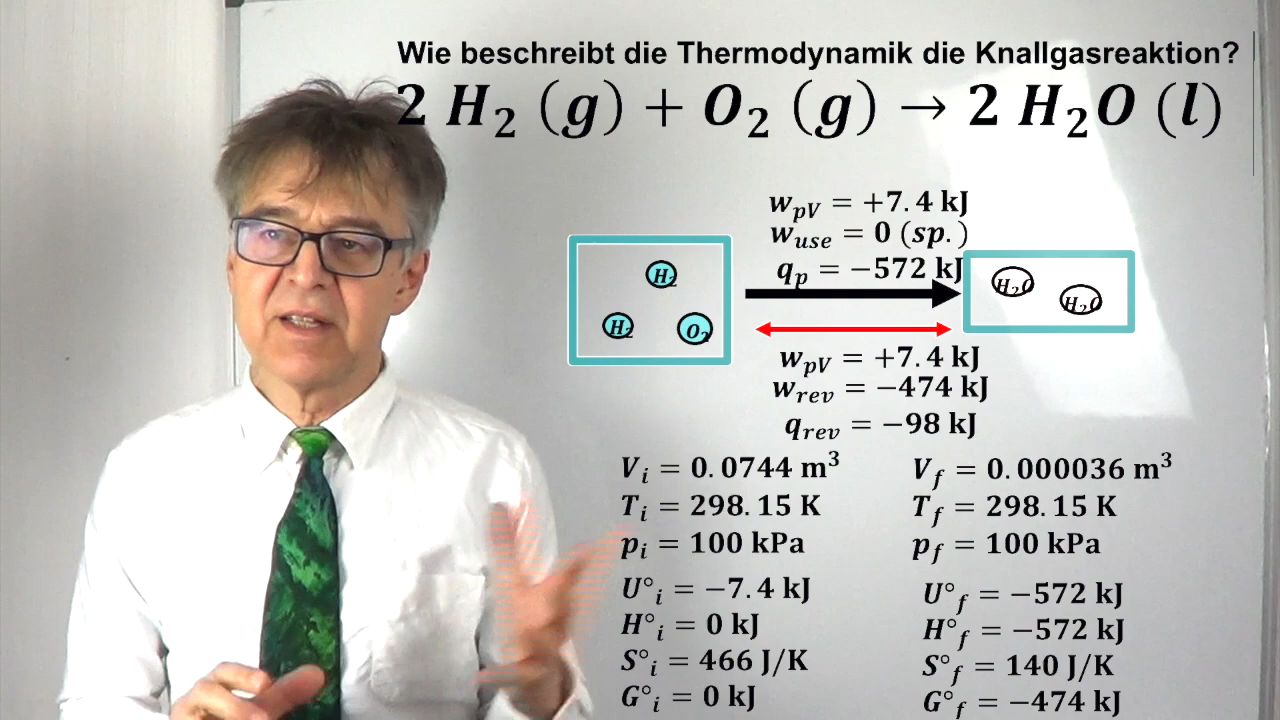 Wie beschreibt die Thermodynamik die Knallgasreaktion?
2 H₂ (g) + O₂ (g) → 2 H₂O (l)
w_pV = +7.4 kJ
w_use = 0 (sp.)
q_p = −572 kJ
H₂
H₂ O₂
H₂O
H₂O
w_pV = +7.4 kJ
w_rev = −474 kJ
q_rev = −98 kJ
V_i = 0.0744 m³ V_f = 0.000036 m³
T_i = 298.15 K T_f = 298.15 K
p_i = 100 kPa p_f = 100 kPa
U°_i = −7.4 kJ U°_f = −572 kJ
H°_i = 0 kJ H°_f = −572 kJ
S°_i = 466 J/K S°_f = 140 J/K
G°_i = 0 kJ G°_f = −474 kJ